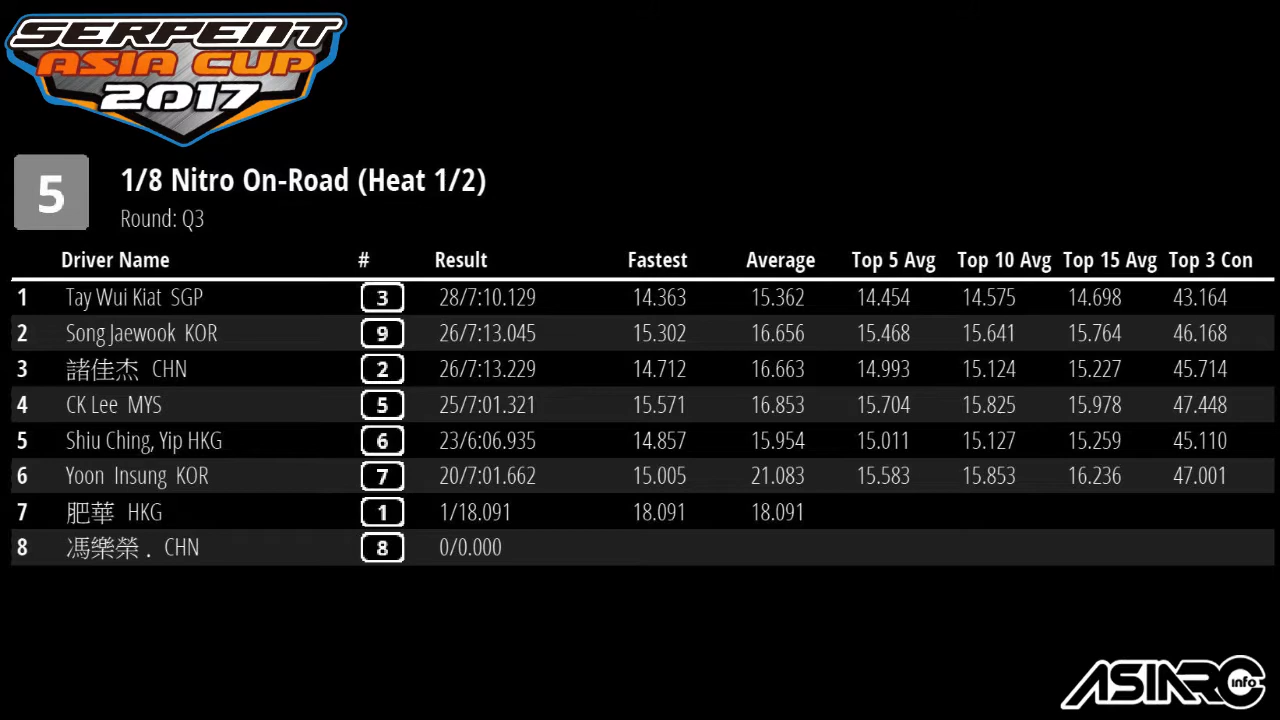 SERPENT
ASIA CUP
2017
5
1/8 Nitro On-Road (Heat 1/2)
Round: Q3
Driver Name # Result Fastest Average Top 5 Avg Top 10 Avg Top 15 Avg Top 3 Con
1 Tay Wui Kiat SGP 3 28/7:10.129 14.363 15.362 14.454 14.575 14.698 43.164
2 Song Jaewook KOR 9 26/7:13.045 15.302 16.656 15.468 15.641 15.764 46.168
3 諸佳杰 CHN 2 26/7:13.229 14.712 16.663 14.993 15.124 15.227 45.714
4 CK Lee MYS 5 25/7:01.321 15.571 16.853 15.704 15.825 15.978 47.448
5 Shiu Ching, Yip HKG 6 23/6:06.935 14.857 15.954 15.011 15.127 15.259 45.110
6 Yoon Insung KOR 7 20/7:01.662 15.005 21.083 15.583 15.853 16.236 47.001
7 肥華 HKG 1 1/18.091 18.091 18.091
8 馮樂榮 . CHN 8 0/0.000
ASIARC info